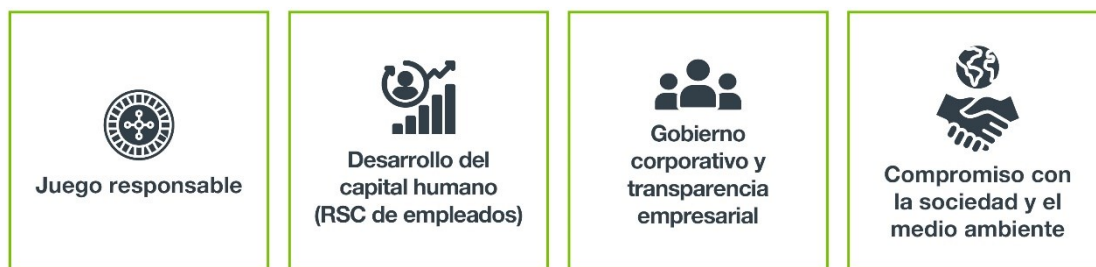 Juego responsable
Desarrollo del
capital humano
(RSC de empleados)
Gobierno
corporativo y
transparencia
empresarial
Compromiso con
la sociedad y el
medio ambiente